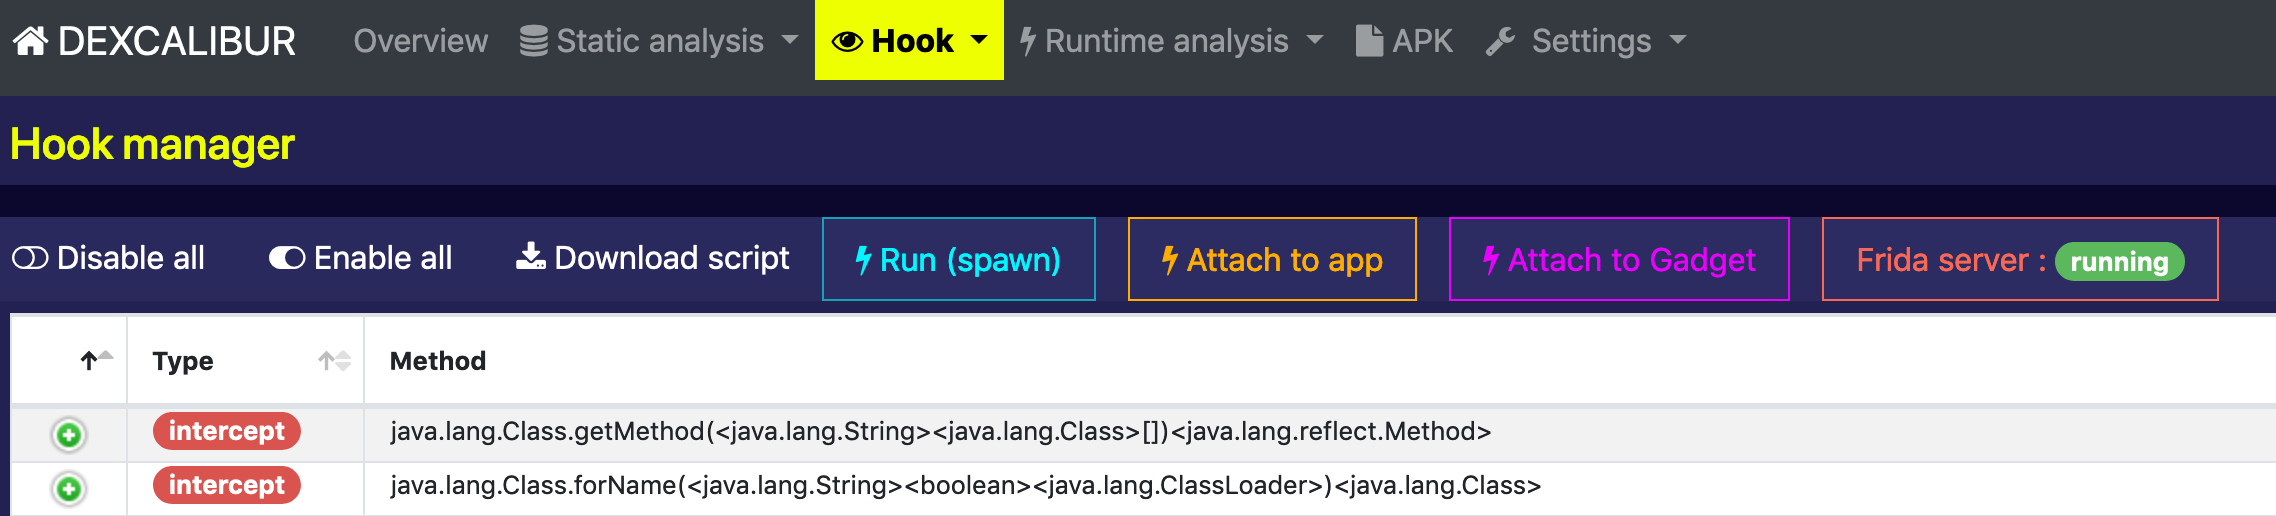 DEXCALIBUR Overview Static analysis Hook Runtime analysis APK Settings
Hook manager
Disable all Enable all Download script Run (spawn) Attach to app Attach to Gadget Frida server : running
Type Method
intercept java.lang.Class.getMethod(<java.lang.String><java.lang.Class>[])<java.lang.reflect.Method>
intercept java.lang.Class.forName(<java.lang.String><boolean><java.lang.ClassLoader>)<java.lang.Class>